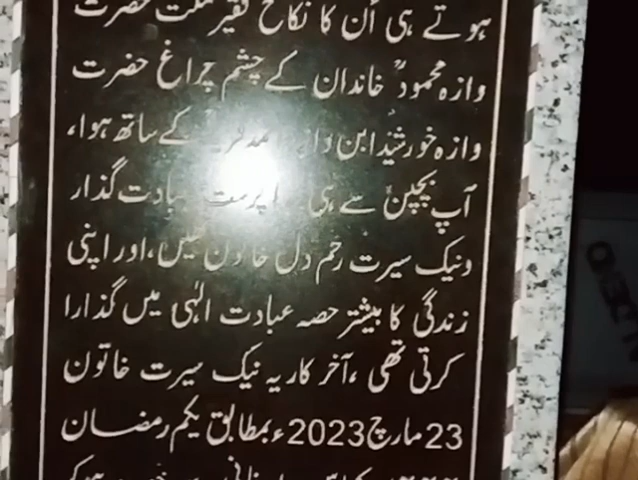 ہوتے ہی اُن کا نکاح فقیر ملت حضرت
وازہ محمودؒ خاندان کے چشم چراغ حضرت
وازہ خورشید ابن کے ساتھ ہوا،
آپ بچپن سے ہی عبادت گذار
ونیک سیرت رحم دل خاتون تھیں، اور اپنی
زندگی کا بیشتر حصہ عبادت الٰہی میں گذارا
کرتی تھی، آخر کار یہ نیک سیرت خاتون
23 مارچ 2023ء بمطابق یکم رمضان